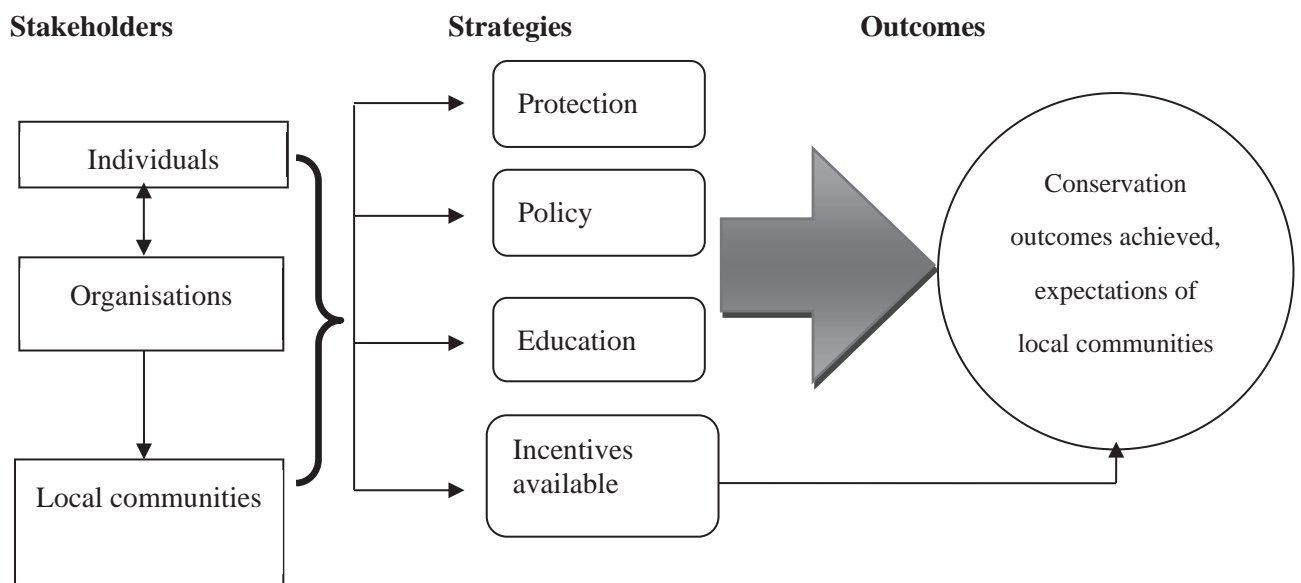 Stakeholders
Strategies
Outcomes
Individuals
Organisations
Local communities
Protection
Policy
Education
Incentives
available
Conservation
outcomes achieved,
expectations of
local communities